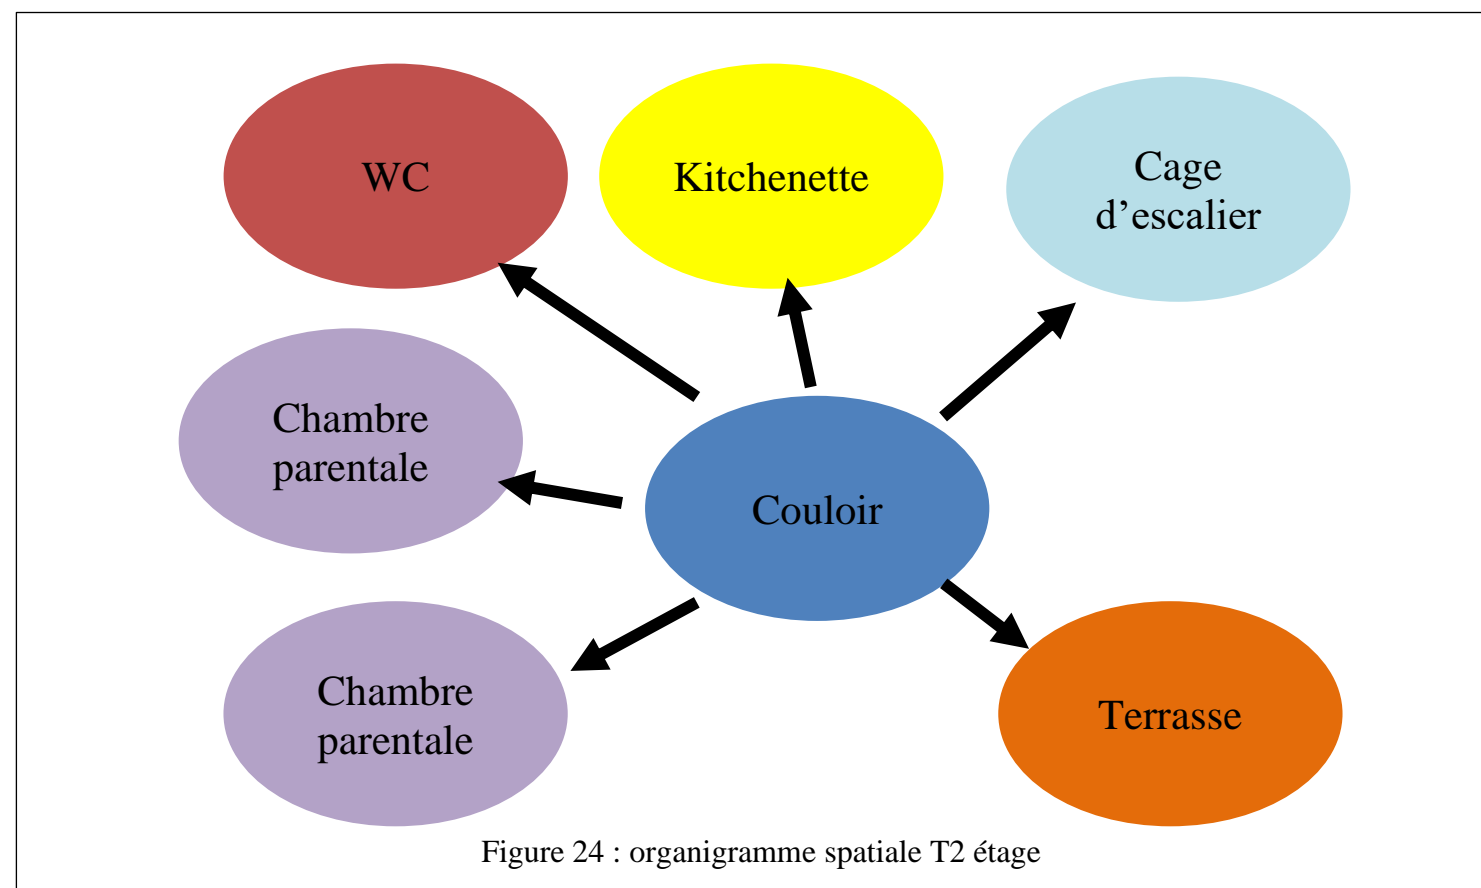 WC
Kitchenette
Cage
d’escalier
Chambre
parentale
Couloir
Chambre
parentale
Terrasse
Figure 24 : organigramme spatiale T2 étage